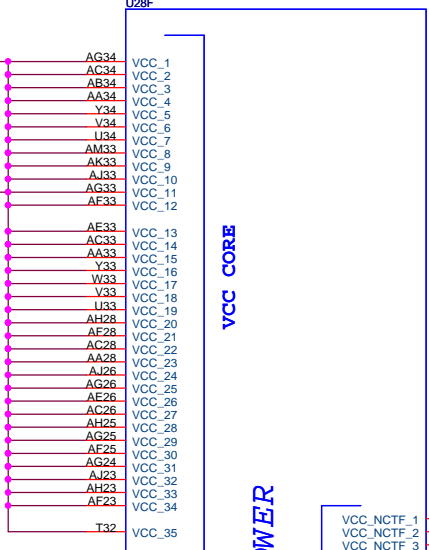 U28F
AG34 VCC_1
AC34 VCC_2
AB34 VCC_3
AA34 VCC_4
Y34 VCC_5
V34 VCC_6
U34 VCC_7
AM33 VCC_8
AK33 VCC_9
AJ33 VCC_10
AG33 VCC_11
AF33 VCC_12
AE33 VCC_13
AC33 VCC_14
AA33 VCC_15
Y33 VCC_16
W33 VCC_17
V33 VCC_18
U33 VCC_19
AH28 VCC_20
AF28 VCC_21
AC28 VCC_22
AA28 VCC_23
AJ26 VCC_24
AG26 VCC_25
AE26 VCC_26
AC26 VCC_27
AH25 VCC_28
AG25 VCC_29
AF25 VCC_30
AG24 VCC_31
AJ23 VCC_32
AH23 VCC_33
AF23 VCC_34
T32 VCC_35
VCC CORE
OWER
VCC_NCTF_1
VCC_NCTF_2
VCC_NCTF_3